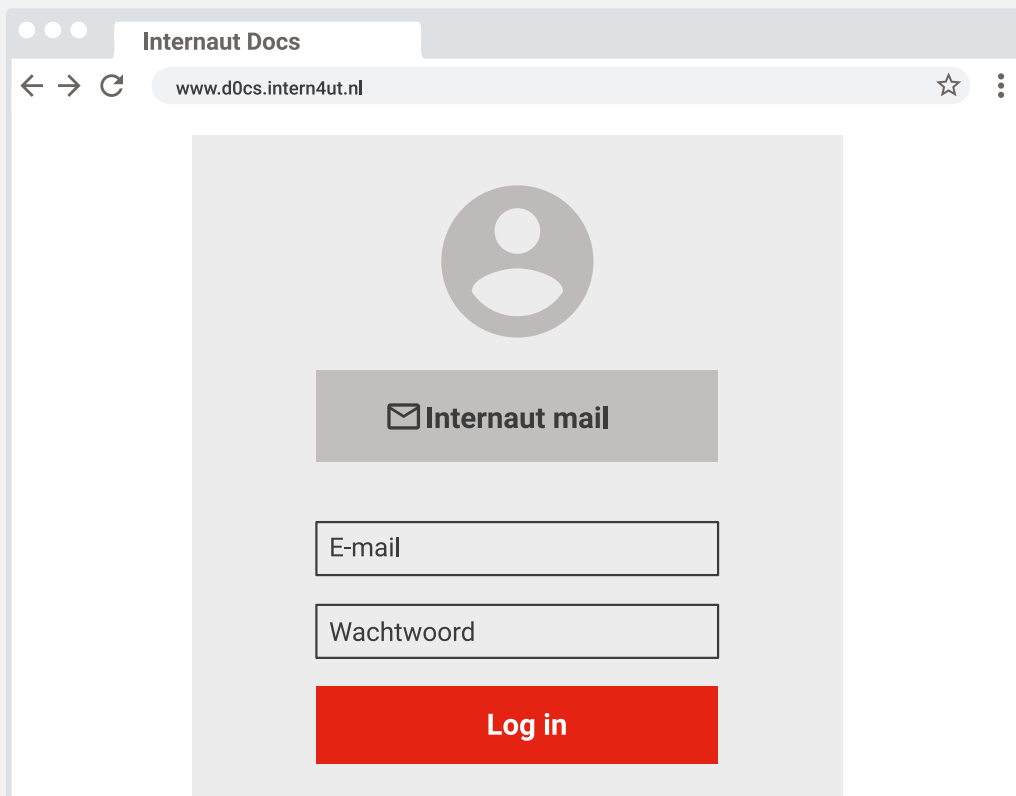 Internaut Docs
www.d0cs.intern4ut.nl
Internaut mail
E-mail
Wachtwoord
Log in